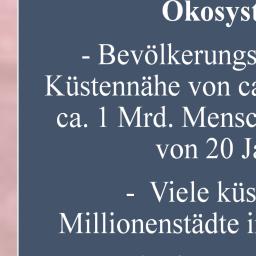 Ökosyst
- Bevölkerungs
Küstennähe von ca
ca. 1 Mrd. Mensc
von 20 Ja
- Viele küs
Millionenstädte i